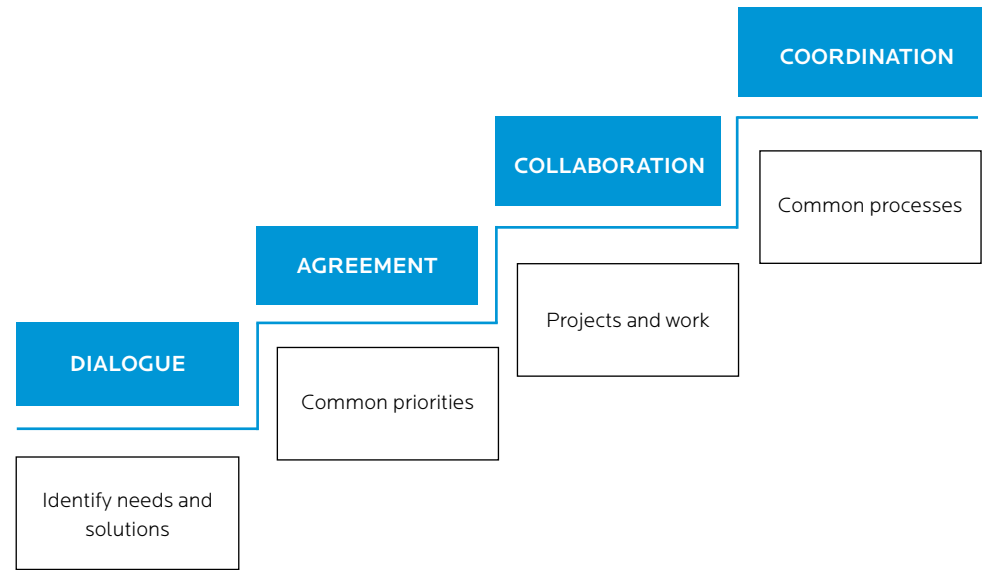 COORDINATION
COLLABORATION
Common processes
AGREEMENT
Projects and work
DIALOGUE
Common priorities
Identify needs and
solutions